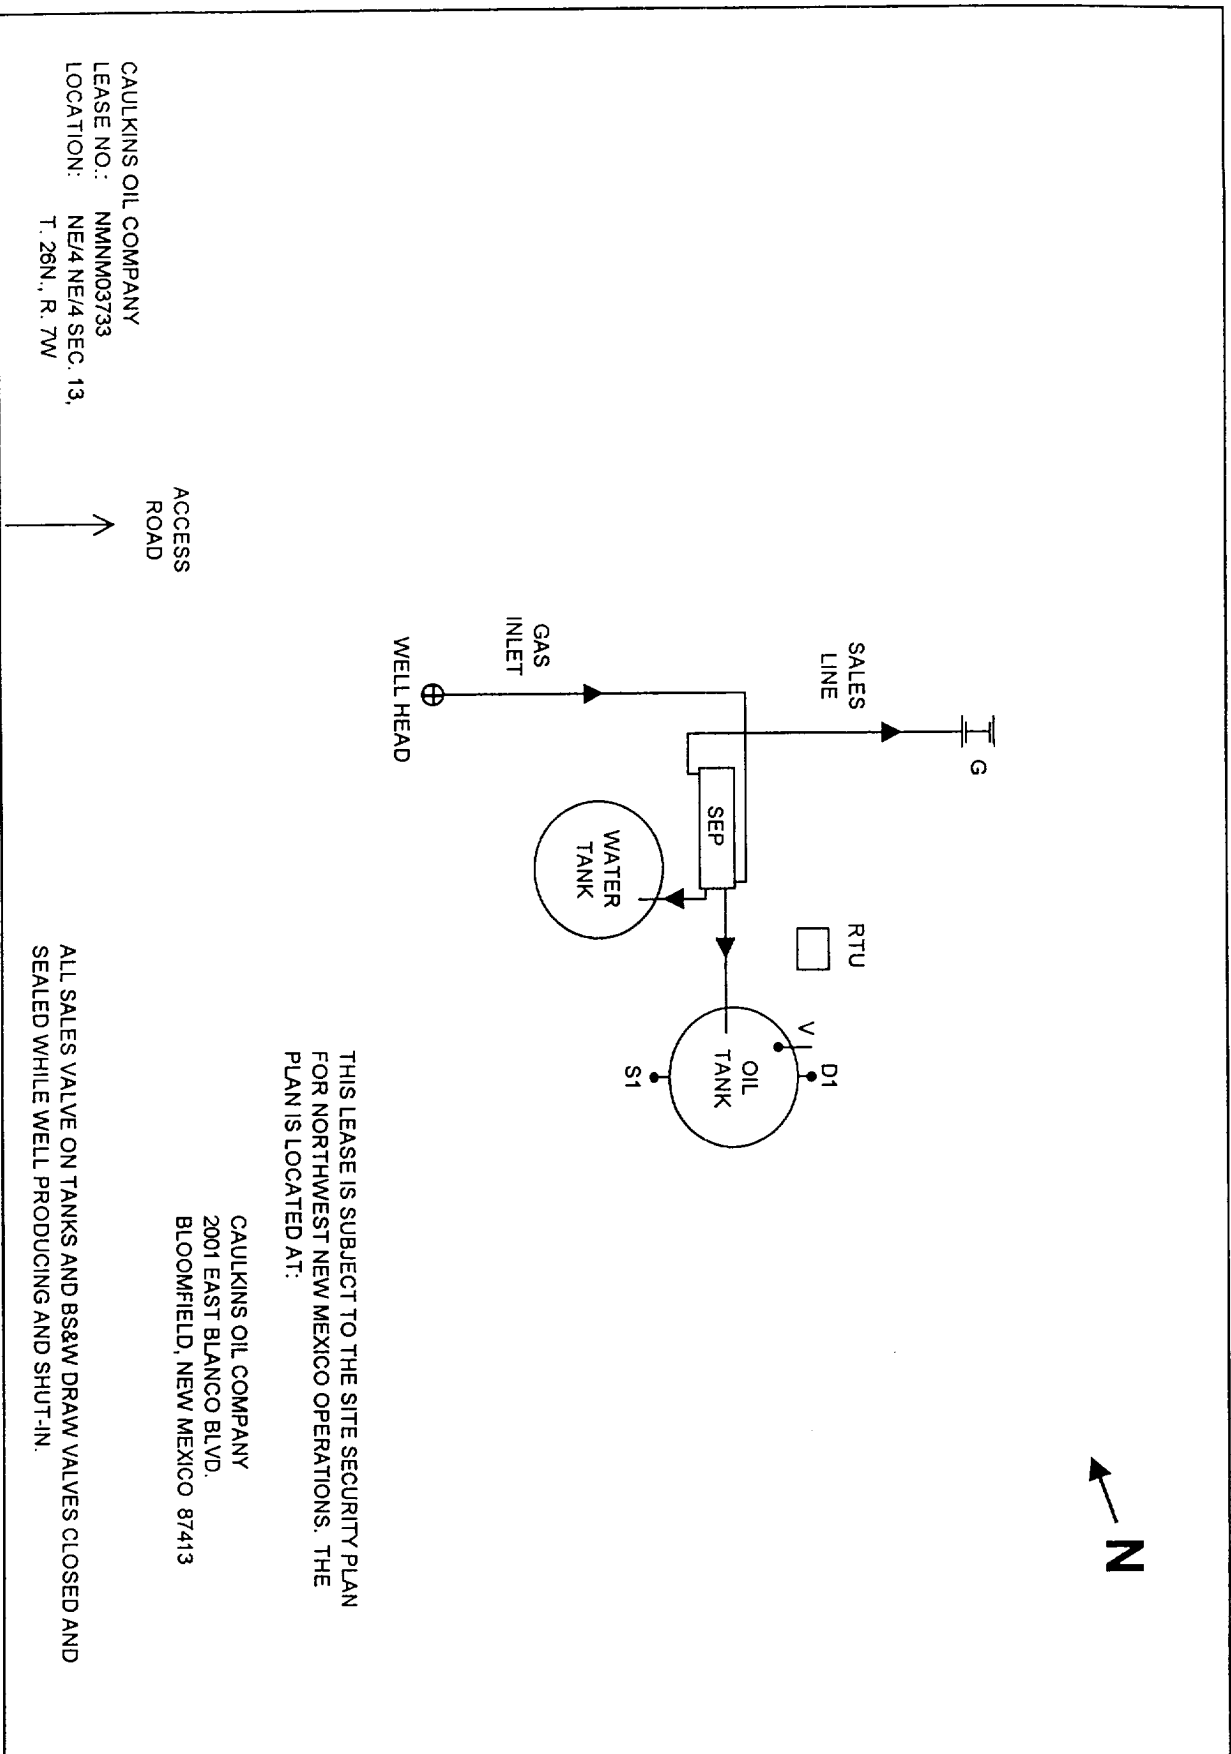 N
G
SALES
LINE
RTU
V
D1
OIL
TANK
S1
SEP
WATER
TANK
GAS
INLET
WELL HEAD
ACCESS
ROAD
THIS LEASE IS SUBJECT TO THE SITE SECURITY PLAN
FOR NORTHWEST NEW MEXICO OPERATIONS. THE
PLAN IS LOCATED AT:
CAULKINS OIL COMPANY
2001 EAST BLANCO BLVD.
BLOOMFIELD, NEW MEXICO 87413
CAULKINS OIL COMPANY
LEASE NO.: NMNM03733
LOCATION: NE/4 NE/4 SEC. 13,
T. 26N., R. 7W
ALL SALES VALVE ON TANKS AND BS&W DRAW VALVES CLOSED AND
SEALED WHILE WELL PRODUCING AND SHUT-IN.